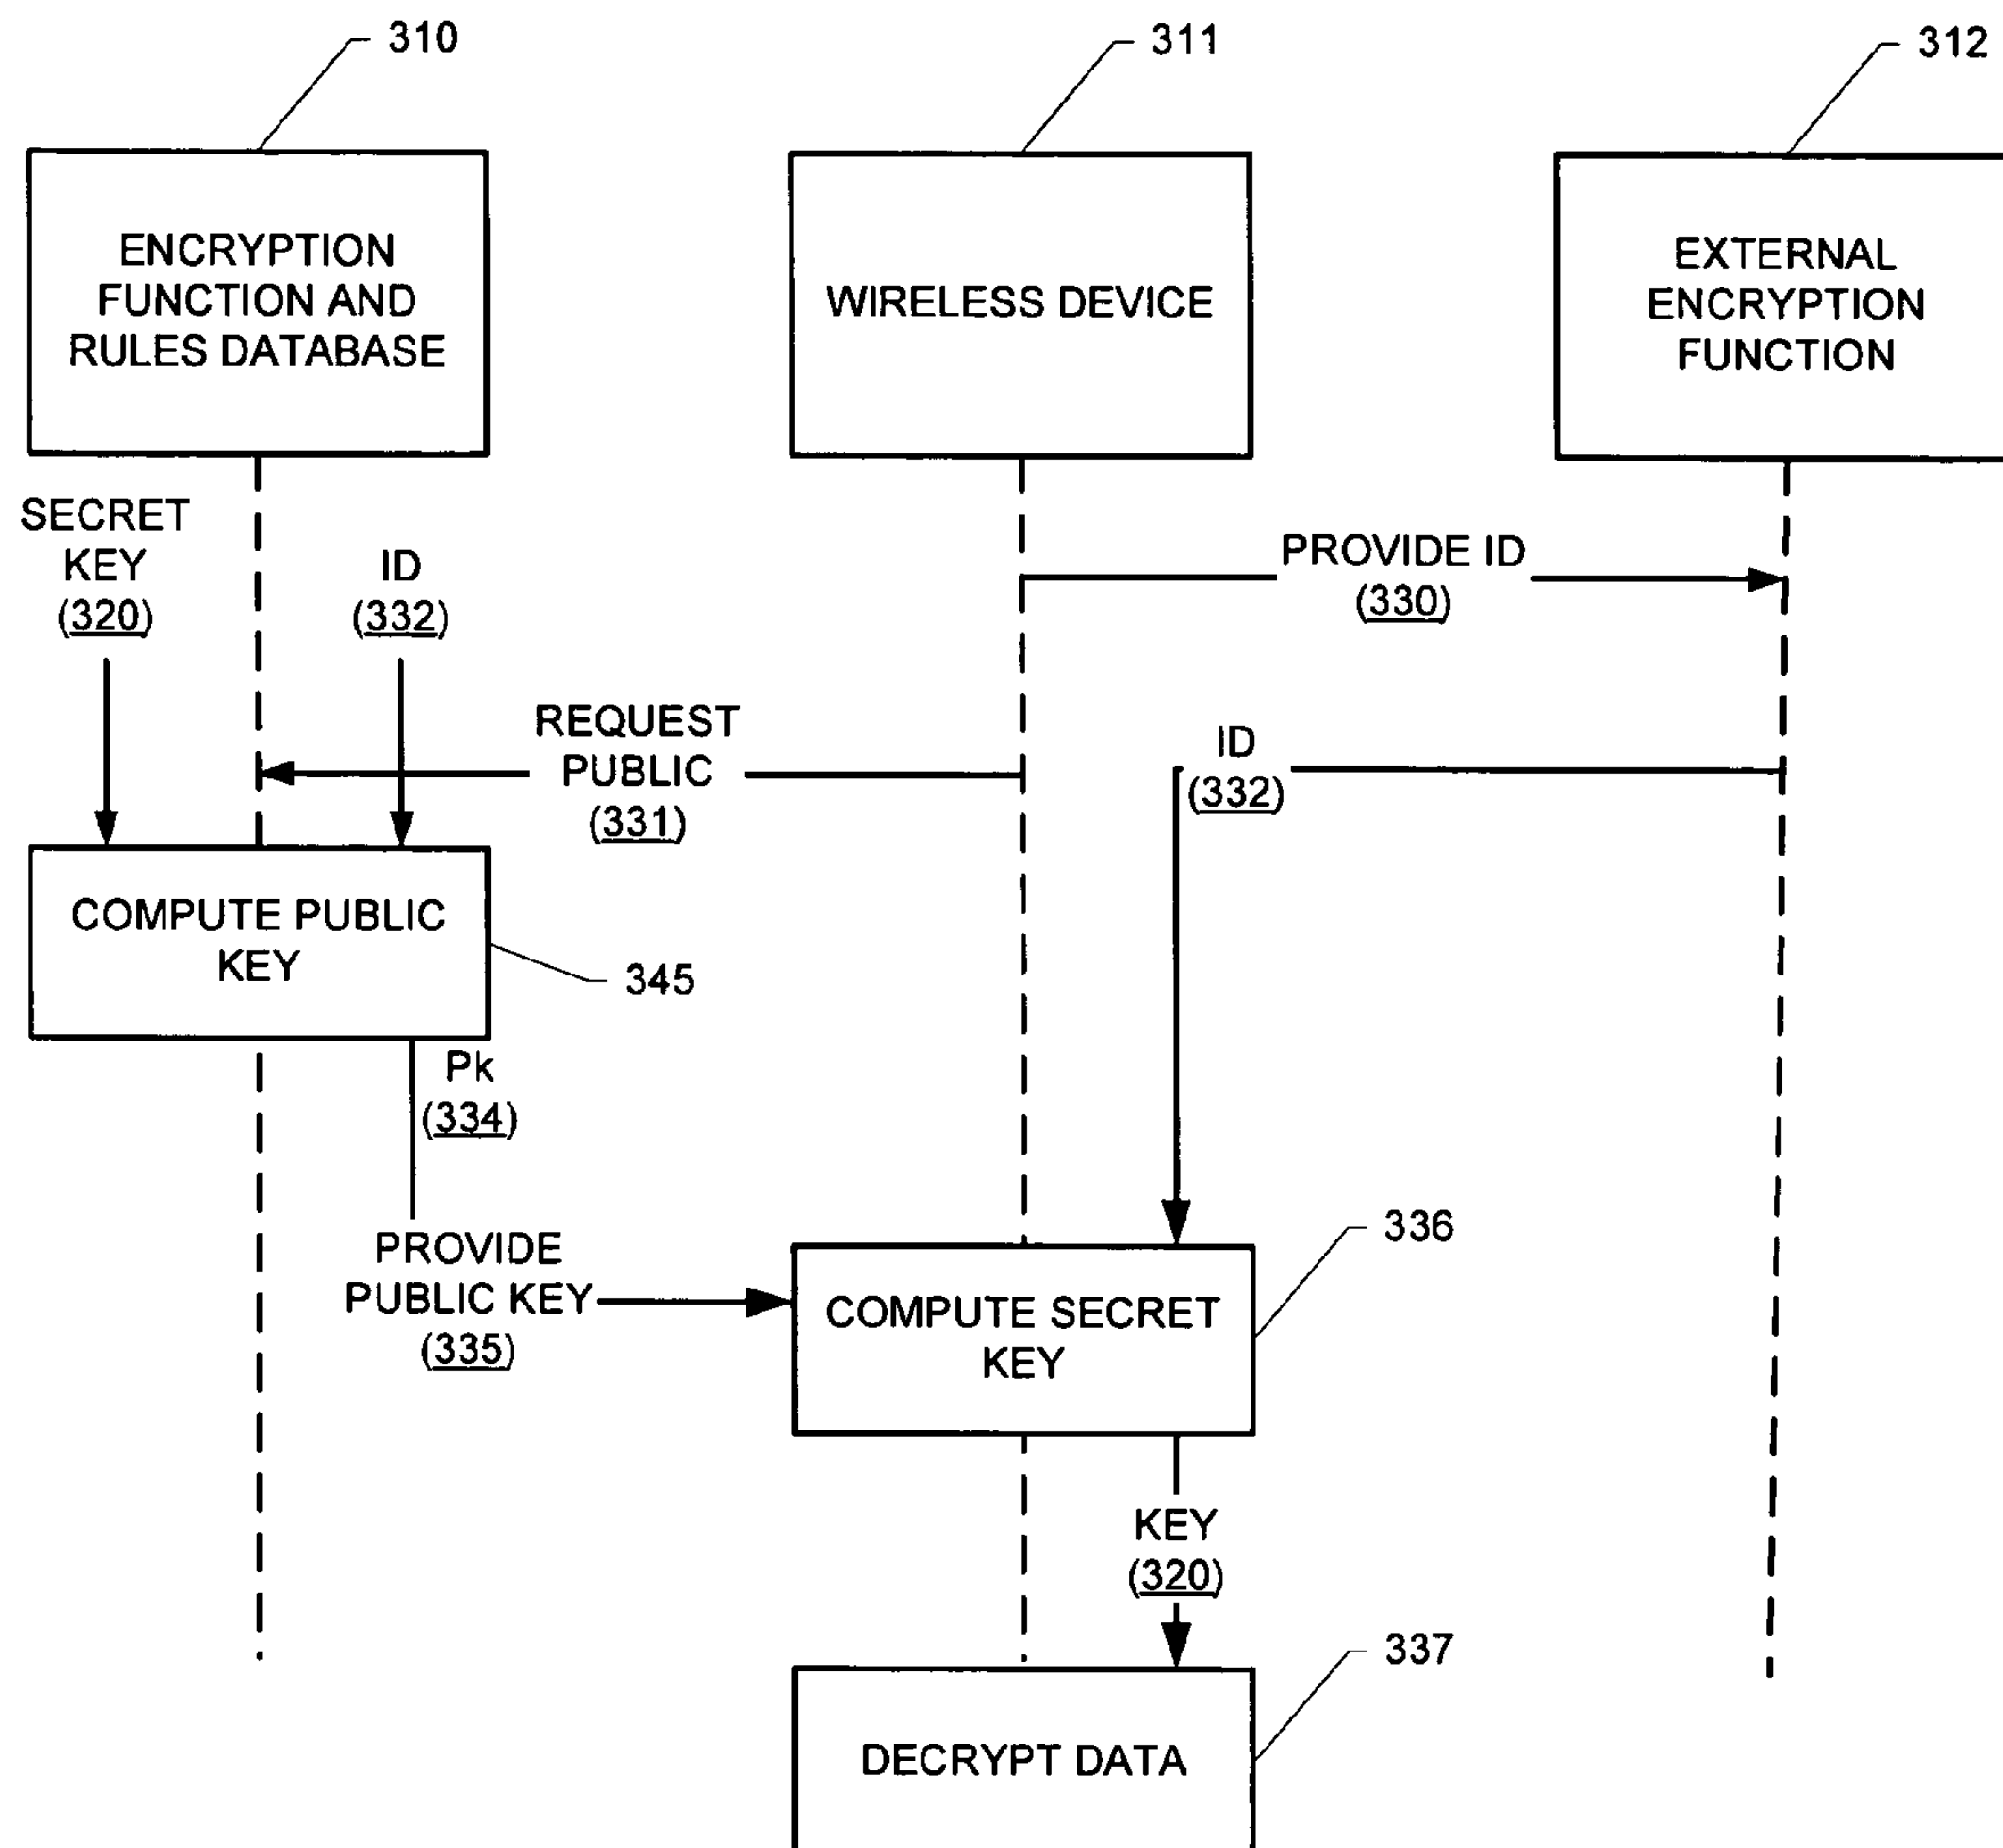 310
311
312
ENCRYPTION
FUNCTION AND
RULES DATABASE
WIRELESS DEVICE
EXTERNAL
ENCRYPTION
FUNCTION
SECRET
KEY
(320)
ID
(332)
PROVIDE ID
(330)
REQUEST
PUBLIC
(331)
ID
(332)
COMPUTE PUBLIC
KEY
345
Pk
(334)
PROVIDE
PUBLIC KEY
(335)
336
COMPUTE SECRET
KEY
KEY
(320)
337
DECRYPT DATA